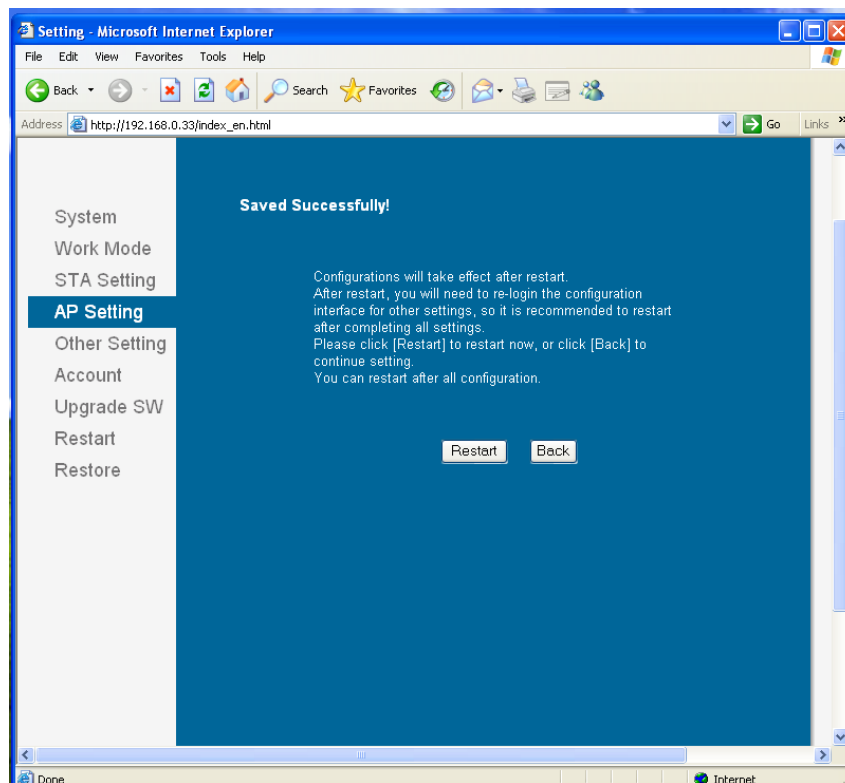 Setting - Microsoft Internet Explorer
File Edit View Favorites Tools Help
Back Search Favorites
Address http://192.168.0.33/index_en.html Go Links »
Saved Successfully!
System
Work Mode
STA Setting
AP Setting
Other Setting
Account
Upgrade SW
Restart
Restore
Configurations will take effect after restart.
After restart, you will need to re-login the configuration
interface for other settings, so it is recommended to restart
after completing all settings.
Please click [Restart] to restart now, or click [Back] to
continue setting.
You can restart after all configuration.
Restart Back
Done Internet